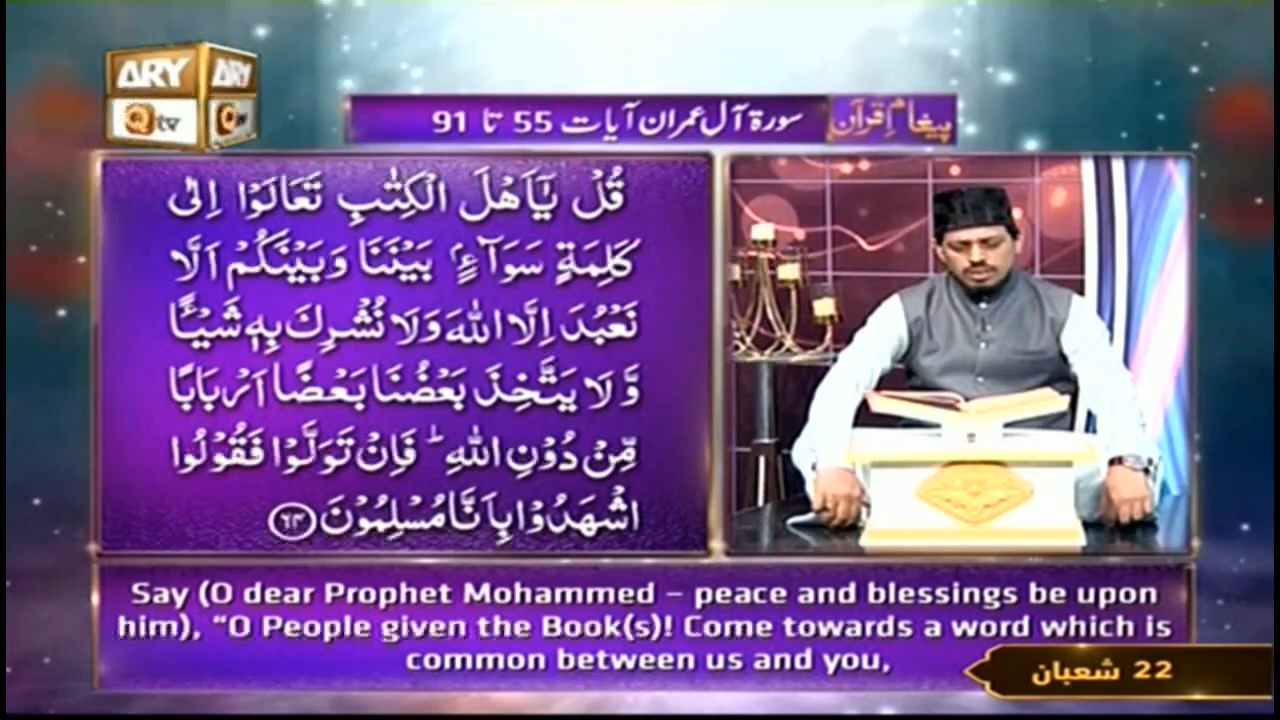 ARY ARY
Qtv
پیغامِ قرآن
سورۃ آل عمران آیات 55 تا 91
قُلْ یٰۤاَهْلَ الْكِتٰبِ تَعَالَوْا اِلٰى
كَلِمَةٍ سَوَآءٍۭ بَیْنَنَا وَ بَیْنَكُمْ اَلَّا
نَعْبُدَ اِلَّا اللّٰهَ وَ لَا نُشْرِكَ بِهٖ شَیْـًٔا
وَّ لَا یَتَّخِذَ بَعْضُنَا بَعْضًا اَرْبَابًا
مِّنْ دُوْنِ اللّٰهِؕ فَاِنْ تَوَلَّوْا فَقُوْلُوا
اشْهَدُوْا بِاَنَّا مُسْلِمُوْنَ ۶۴
Say (O dear Prophet Mohammed – peace and blessings be upon
him), “O People given the Book(s)! Come towards a word which is
common between us and you,
22 شعبان